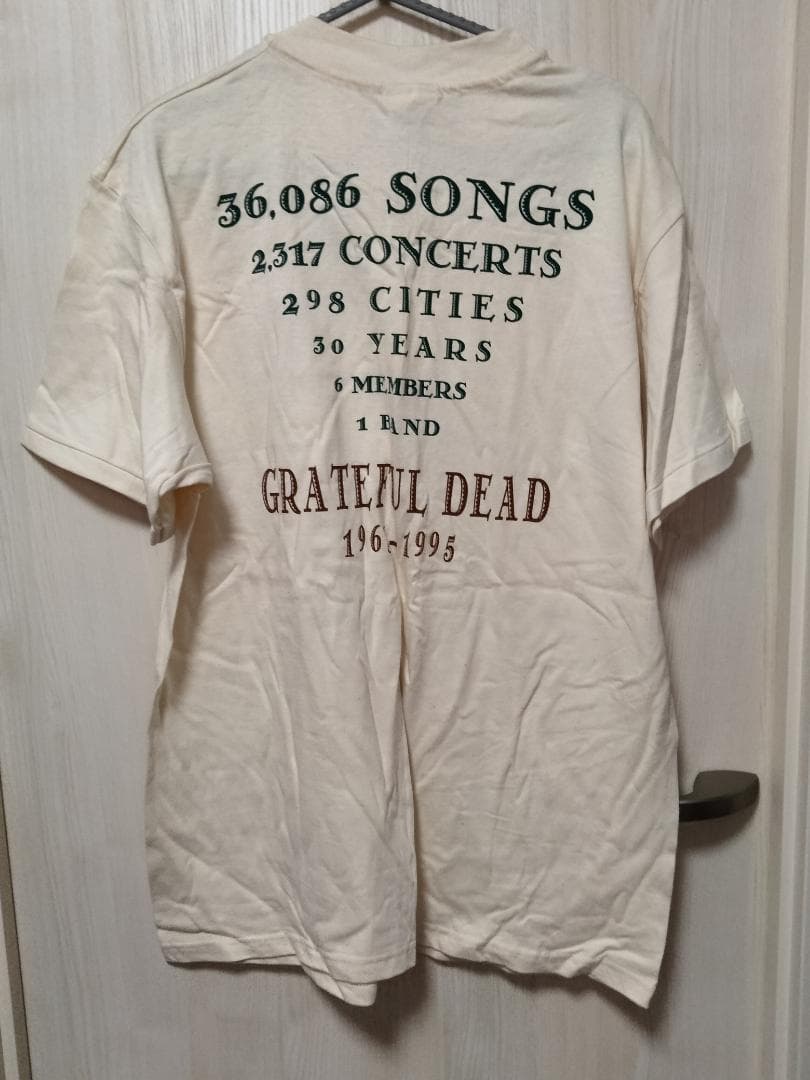 36,086 SONGS
2,317 CONCERTS
298 CITIES
30 YEARS
6 MEMBERS
1 BAND
GRATEFUL DEAD
-1995